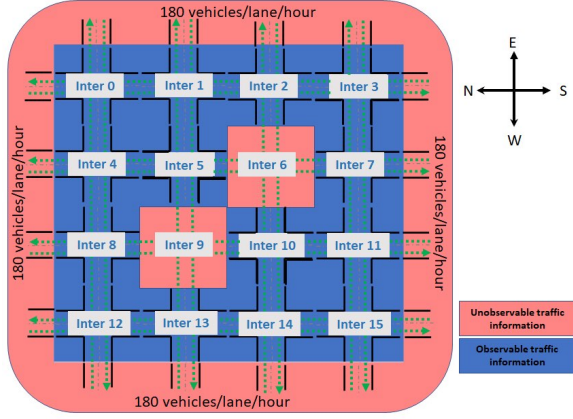 180 vehicles/lane/hour
E
N
S
W
Inter 0
Inter 1
Inter 2
Inter 3
Inter 4
Inter 5
Inter 6
Inter 7
180 vehicles/lane/hour
180 vehicles/lane/hour
Inter 8
Inter 9
Inter 10
Inter 11
Inter 12
Inter 13
Inter 14
Inter 15
Unobservable traffic
information
Observable traffic
information
180 vehicles/lane/hour